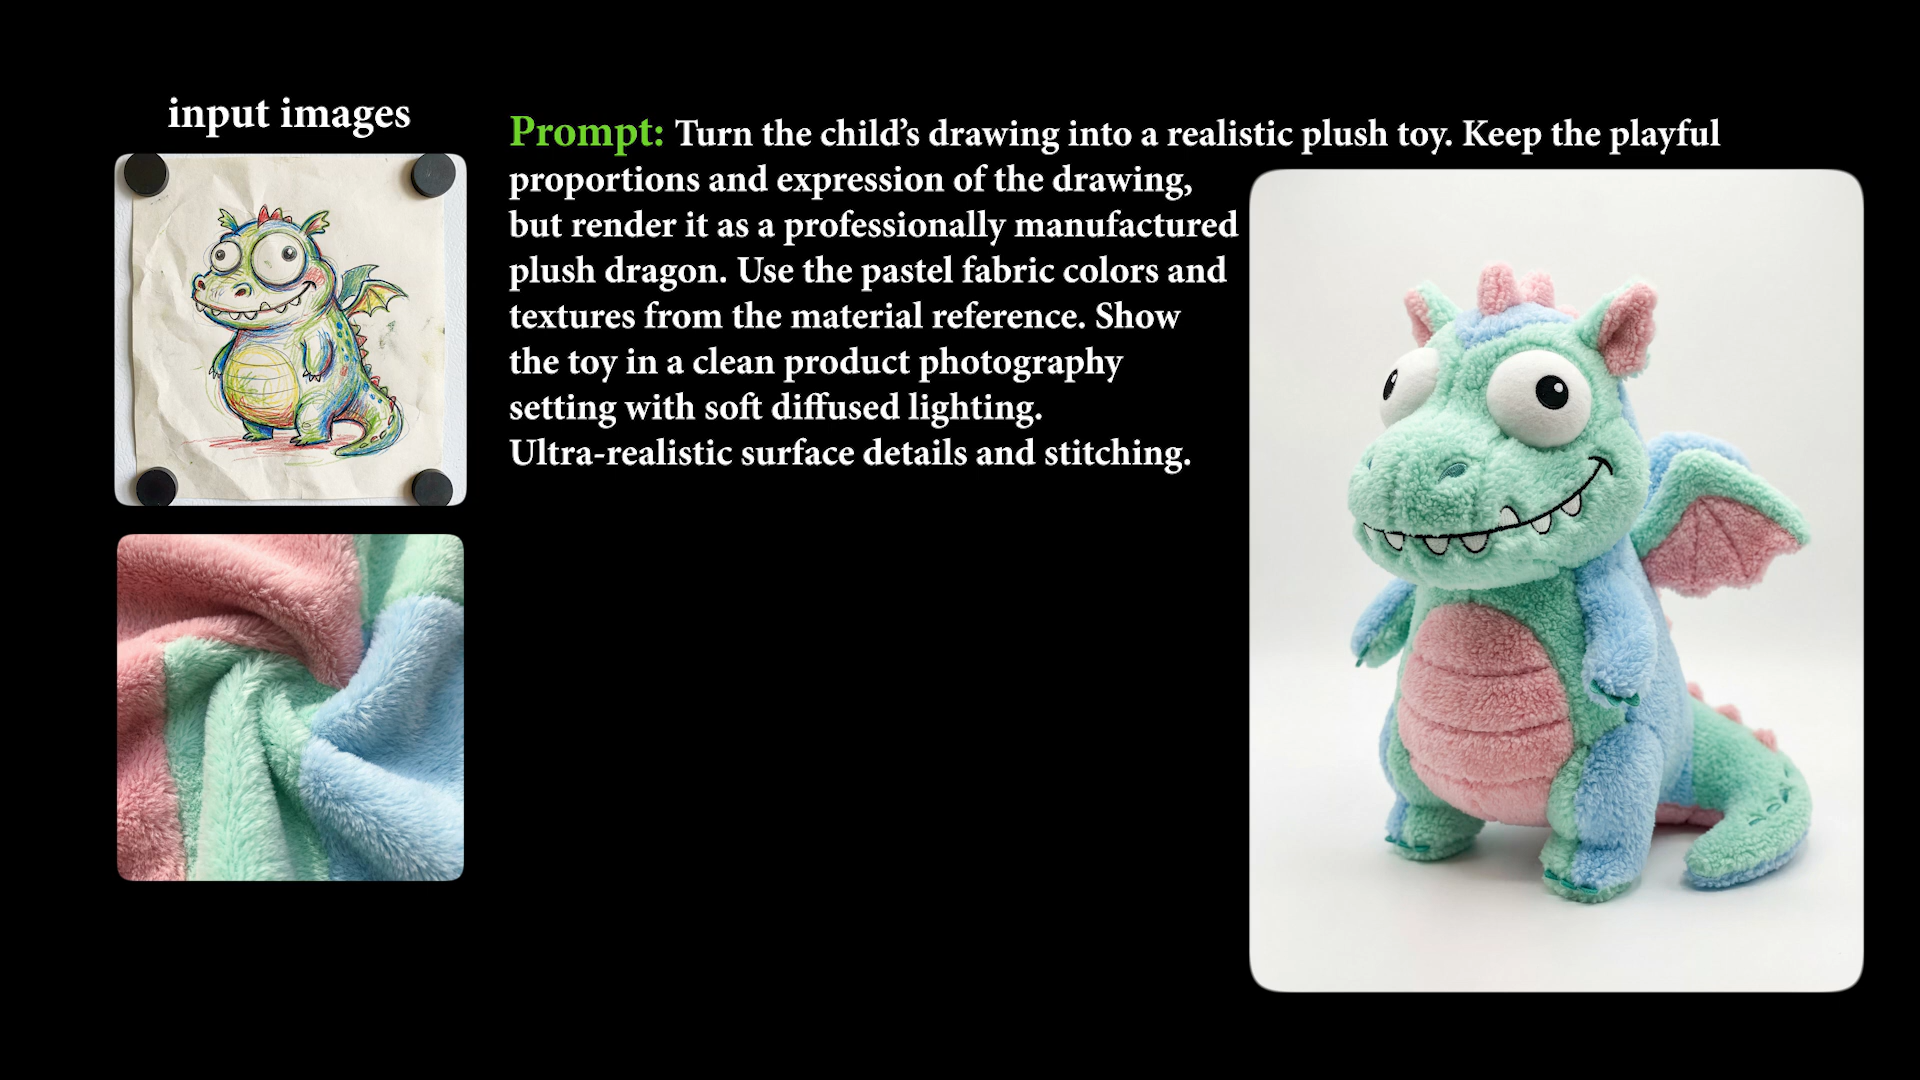 input images
Prompt: Turn the child’s drawing into a realistic plush toy. Keep the playful
proportions and expression of the drawing,
but render it as a professionally manufactured
plush dragon. Use the pastel fabric colors and
textures from the material reference. Show
the toy in a clean product photography
setting with soft diffused lighting.
Ultra-realistic surface details and stitching.